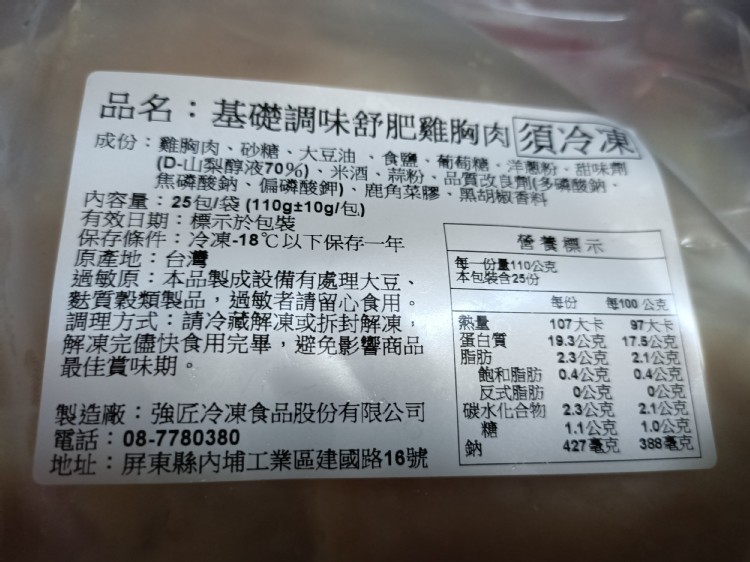 品名：基礎調味舒肥雞胸肉 須冷凍
成份：雞胸肉、砂糖、大豆油、食鹽、葡萄糖、洋蔥粉、甜味劑
(D-山梨醇液70%)、米酒、蒜粉、品質改良劑(多磷酸鈉、
焦磷酸鈉、偏磷酸鉀)、鹿角菜膠、黑胡椒香料
內容量：25包/袋 (110g±10g/包)
有效日期：標示於包裝
保存條件：冷凍-18℃以下保存一年
原產地：台灣
過敏原：本品製成設備有處理大豆、
麩質穀類製品，過敏者請留心食用。
調理方式：請冷藏解凍或拆封解凍，
解凍完儘快食用完畢，避免影響商品
最佳賞味期。
製造廠：強匠冷凍食品股份有限公司
電話：08-7780380
地址：屏東縣內埔工業區建國路16號
營養標示
每一份量110公克
本包裝含25份
每份 每100 公克
熱量 107大卡 97大卡
蛋白質 19.3公克 17.5公克
脂肪 2.3公克 2.1公克
飽和脂肪 0.4公克 0.4公克
反式脂肪 0公克 0公克
碳水化合物 2.3公克 2.1公克
糖 1.1公克 1.0公克
鈉 427毫克 388毫克